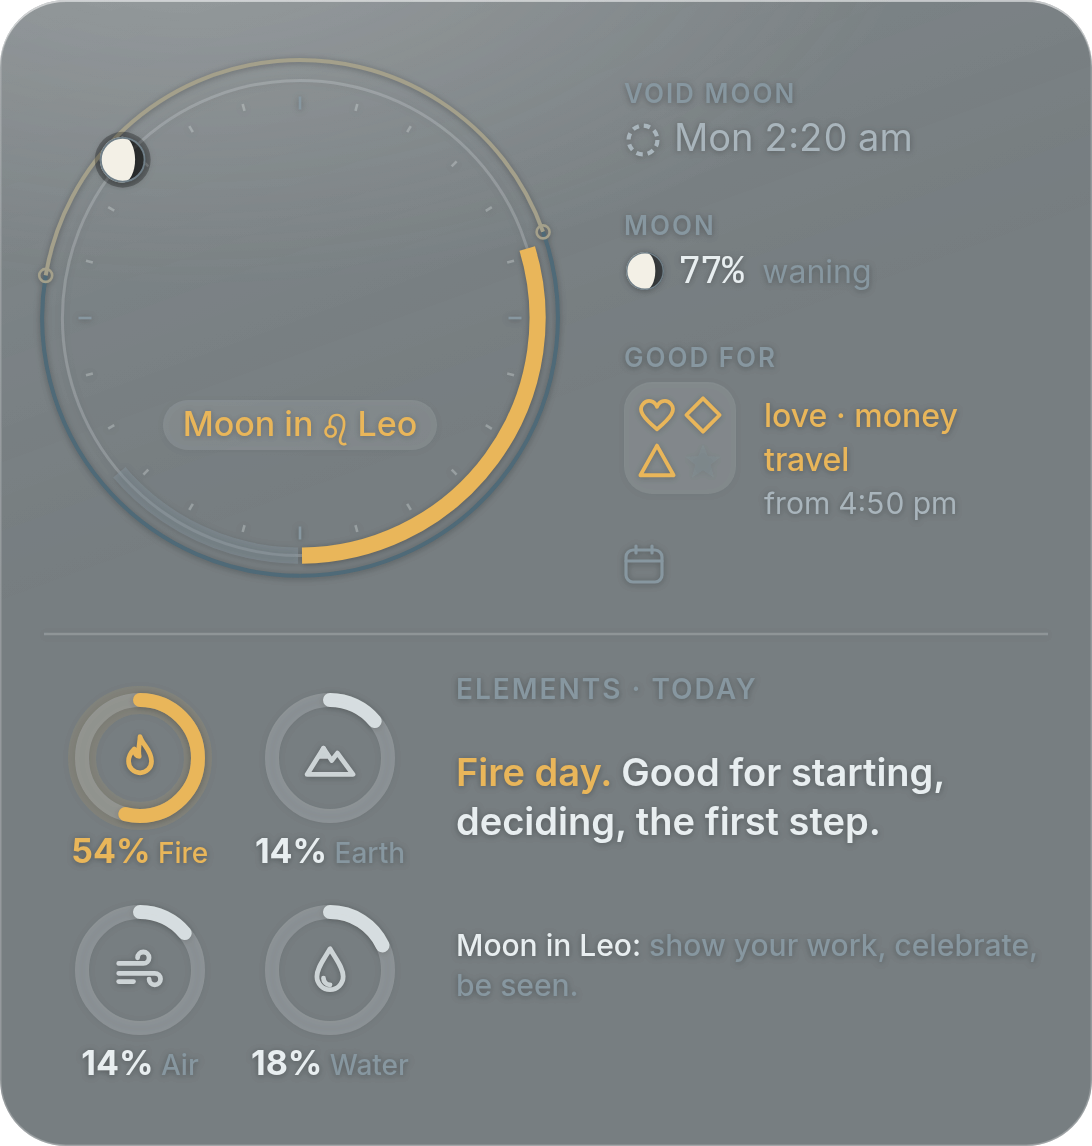 VOID MOON
Mon 2:20 am
MOON
77% waning
GOOD FOR
love · money
travel
from 4:50 pm
Moon in ♌ Leo
ELEMENTS · TODAY
Fire day. Good for starting,
deciding, the first step.
Moon in Leo: show your work, celebrate,
be seen.
54% Fire
14% Earth
14% Air
18% Water